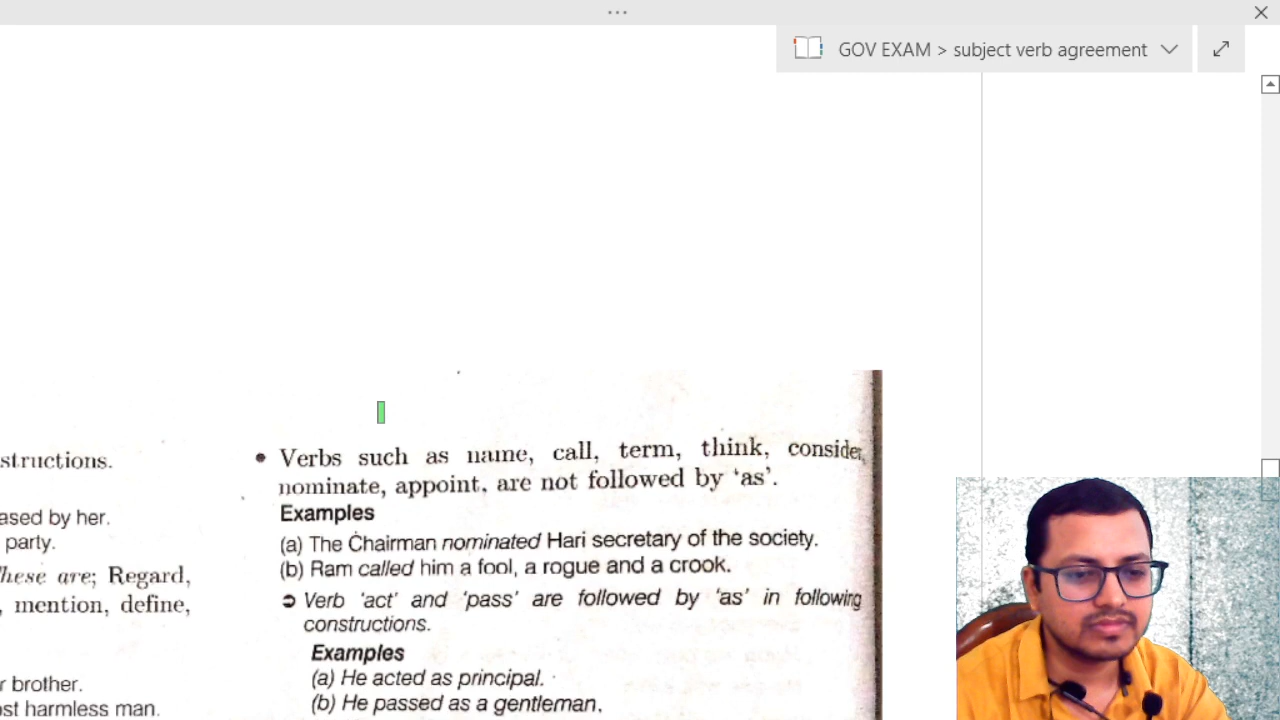 GOV EXAM > subject verb agreement
structions.
ased by her.
party.
These are; Regard,
, mention, define,
r brother.
ost harmless man.
• Verbs such as name, call, term, think, consider,
nominate, appoint, are not followed by ‘as’.
Examples
(a) The Chairman nominated Hari secretary of the society.
(b) Ram called him a fool, a rogue and a crook.
➲ Verb ‘act’ and ‘pass’ are followed by ‘as’ in following
constructions.
Examples
(a) He acted as principal.
(b) He passed as a gentleman.